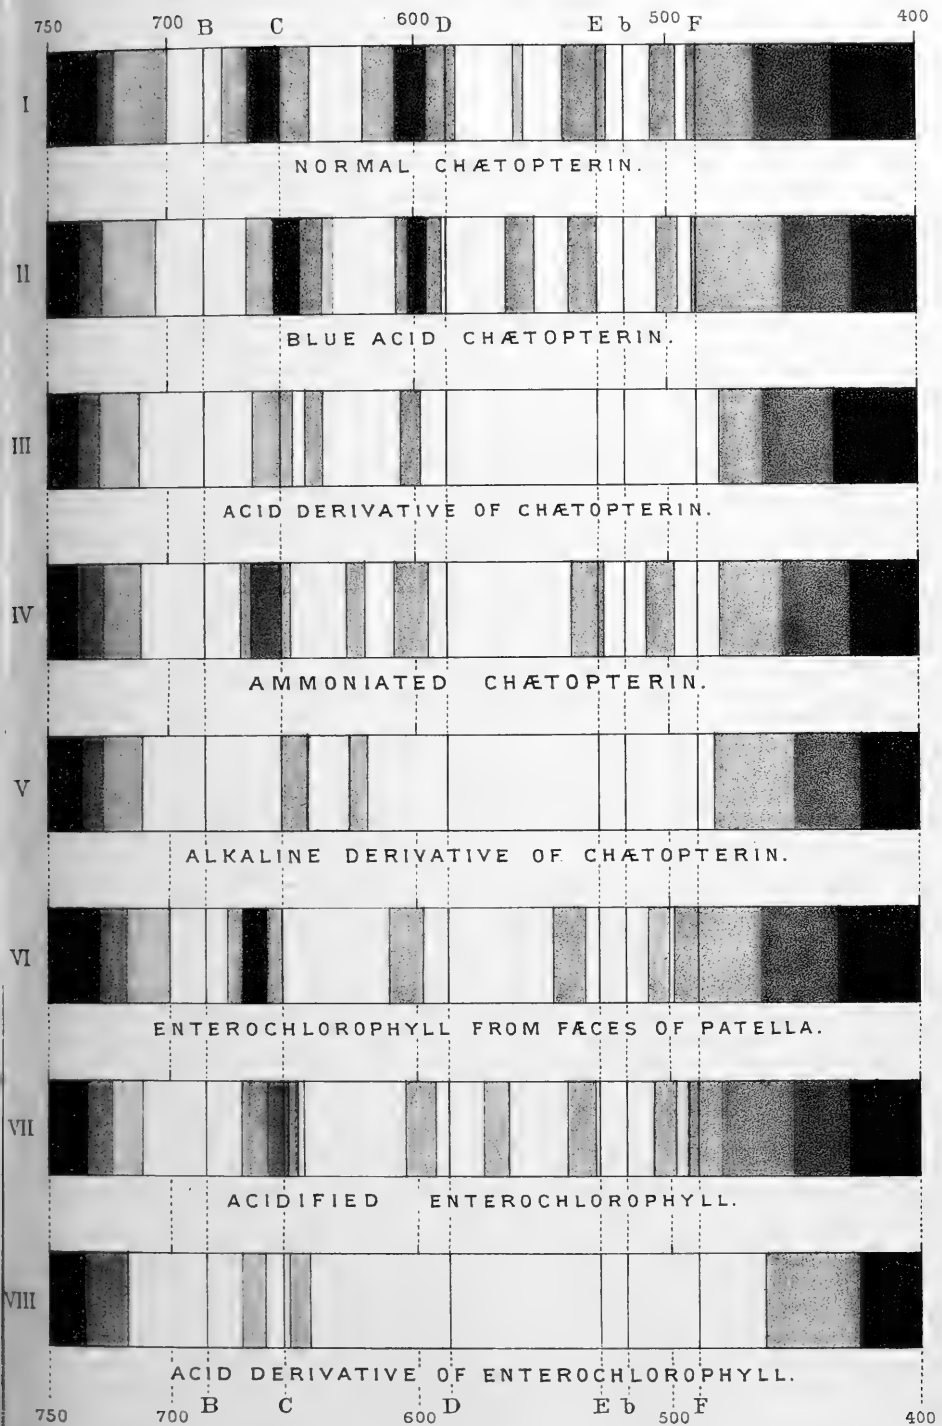 750 700 B C 600 D E b 500 F 400
I
NORMAL CHÆTOPTERIN.
II
BLUE ACID CHÆTOPTERIN.
III
ACID DERIVATIVE OF CHÆTOPTERIN.
IV
AMMONIATED CHÆTOPTERIN.
V
ALKALINE DERIVATIVE OF CHÆTOPTERIN.
VI
ENTEROCHLOROPHYLL FROM FÆCES OF PATELLA.
VII
ACIDIFIED ENTEROCHLOROPHYLL.
VIII
ACID DERIVATIVE OF ENTEROCHLOROPHYLL.
750 700 B C 600 D E b 500 F 400